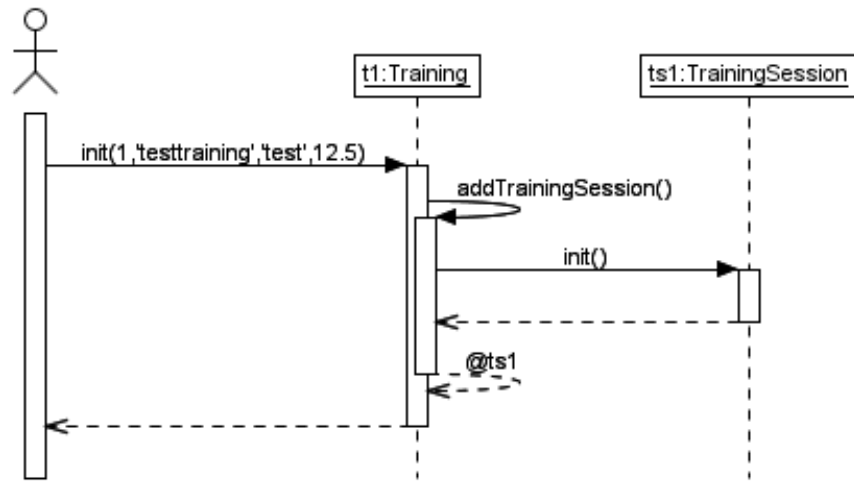 t1:Training
ts1:TrainingSession
init(1,'testtraining','test',12.5)
addTrainingSession()
init()
@ts1